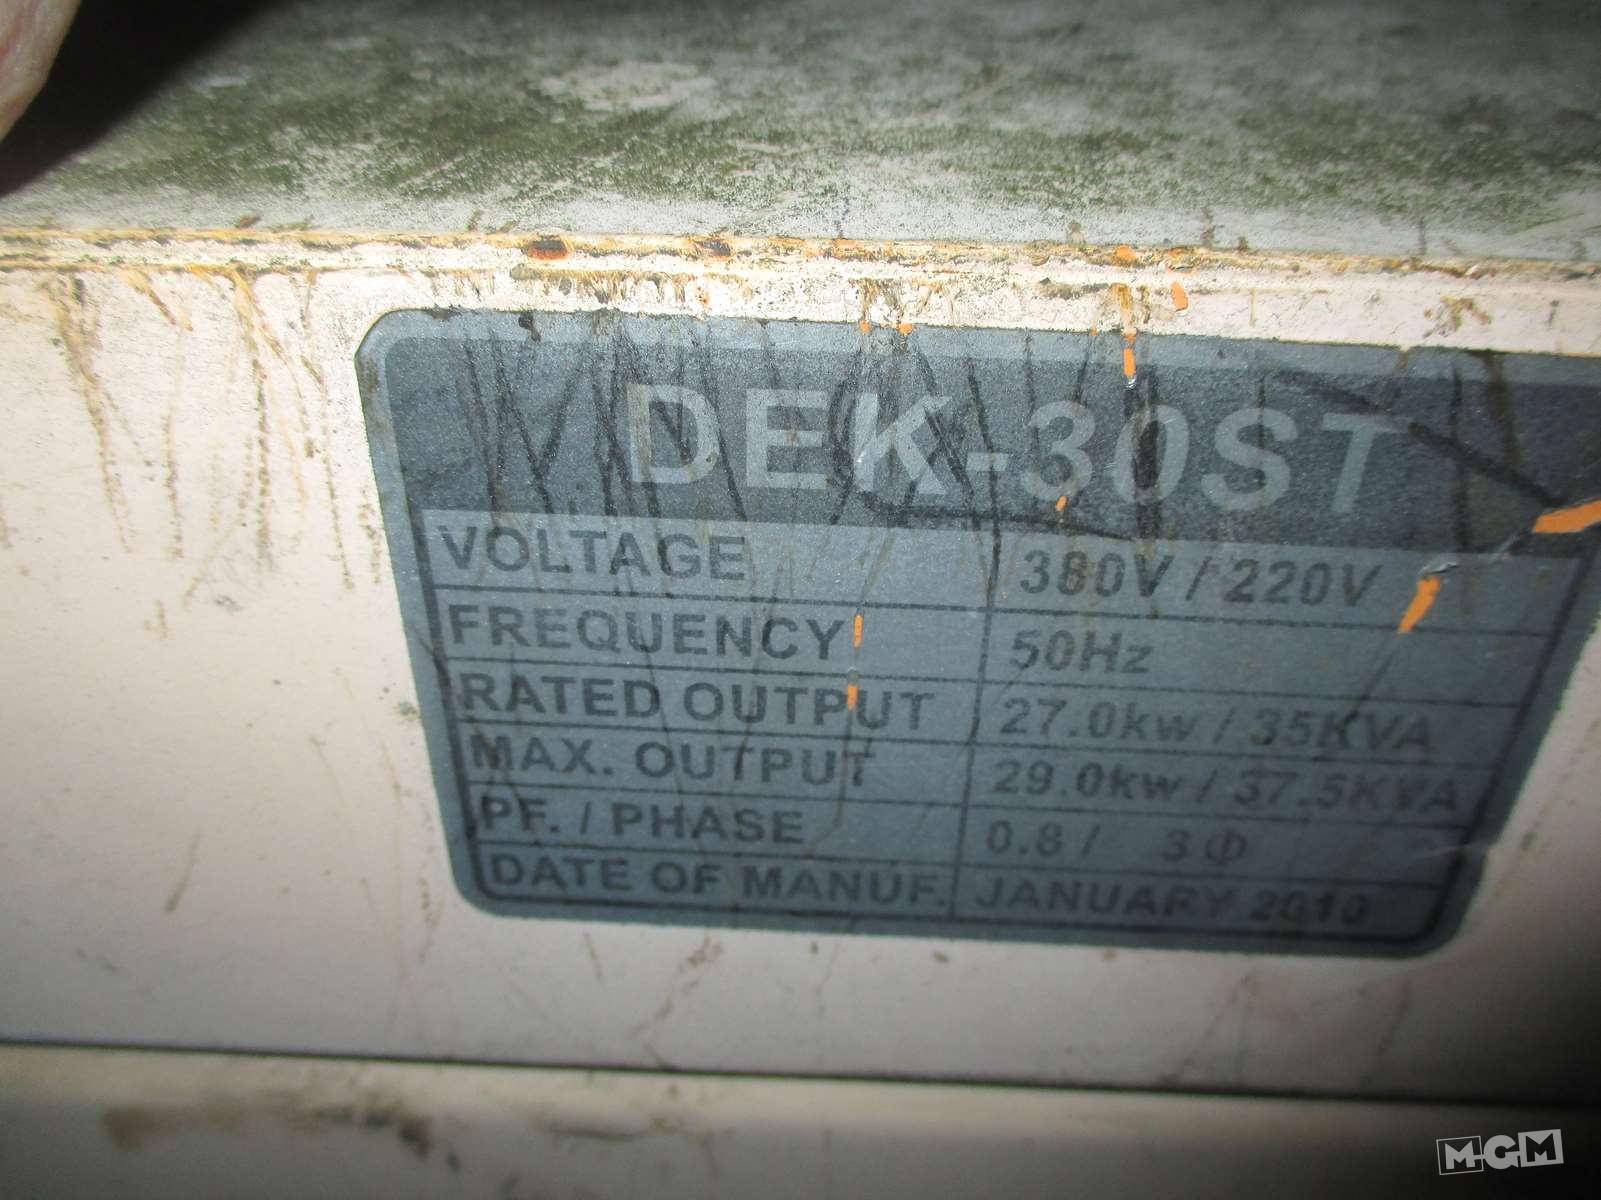 DEK-30ST
VOLTAGE 380V / 220V
FREQUENCY 50Hz
RATED OUTPUT 27.0kw / 35KVA
MAX. OUTPUT 29.0kw / 37.5KVA
PF. / PHASE 0.8 / 3 Φ
DATE OF MANUF. JANUARY 2010
MGM